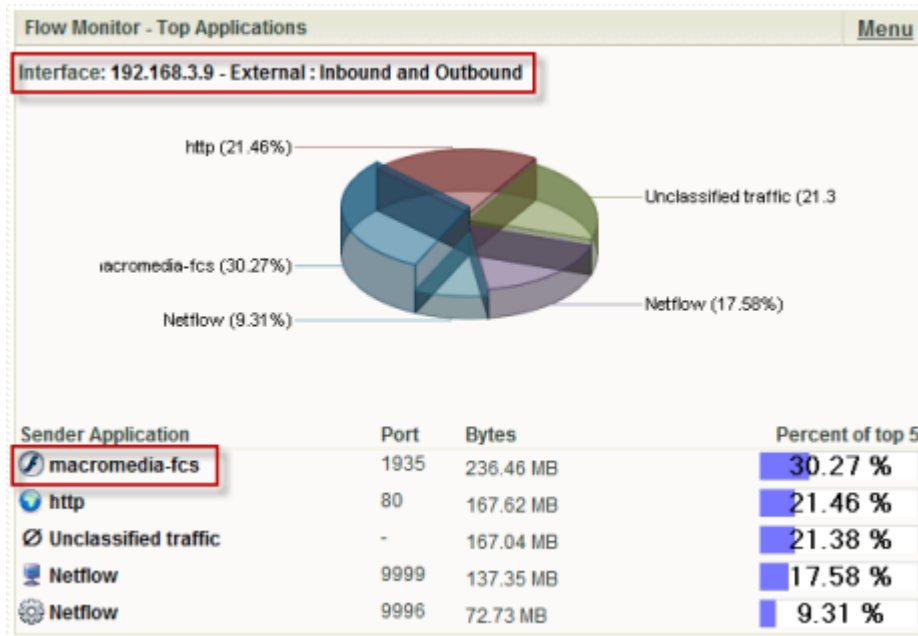 Flow Monitor - Top Applications Menu
Interface: 192.168.3.9 - External : Inbound and Outbound
http (21.46%)
Unclassified traffic (21.3
acromedia-fcs (30.27%)
Netflow (17.58%)
Netflow (9.31%)
Sender Application Port Bytes Percent of top 5
macromedia-fcs 1935 236.46 MB 30.27 %
http 80 167.62 MB 21.46 %
Unclassified traffic - 167.04 MB 21.38 %
Netflow 9999 137.35 MB 17.58 %
Netflow 9996 72.73 MB 9.31 %